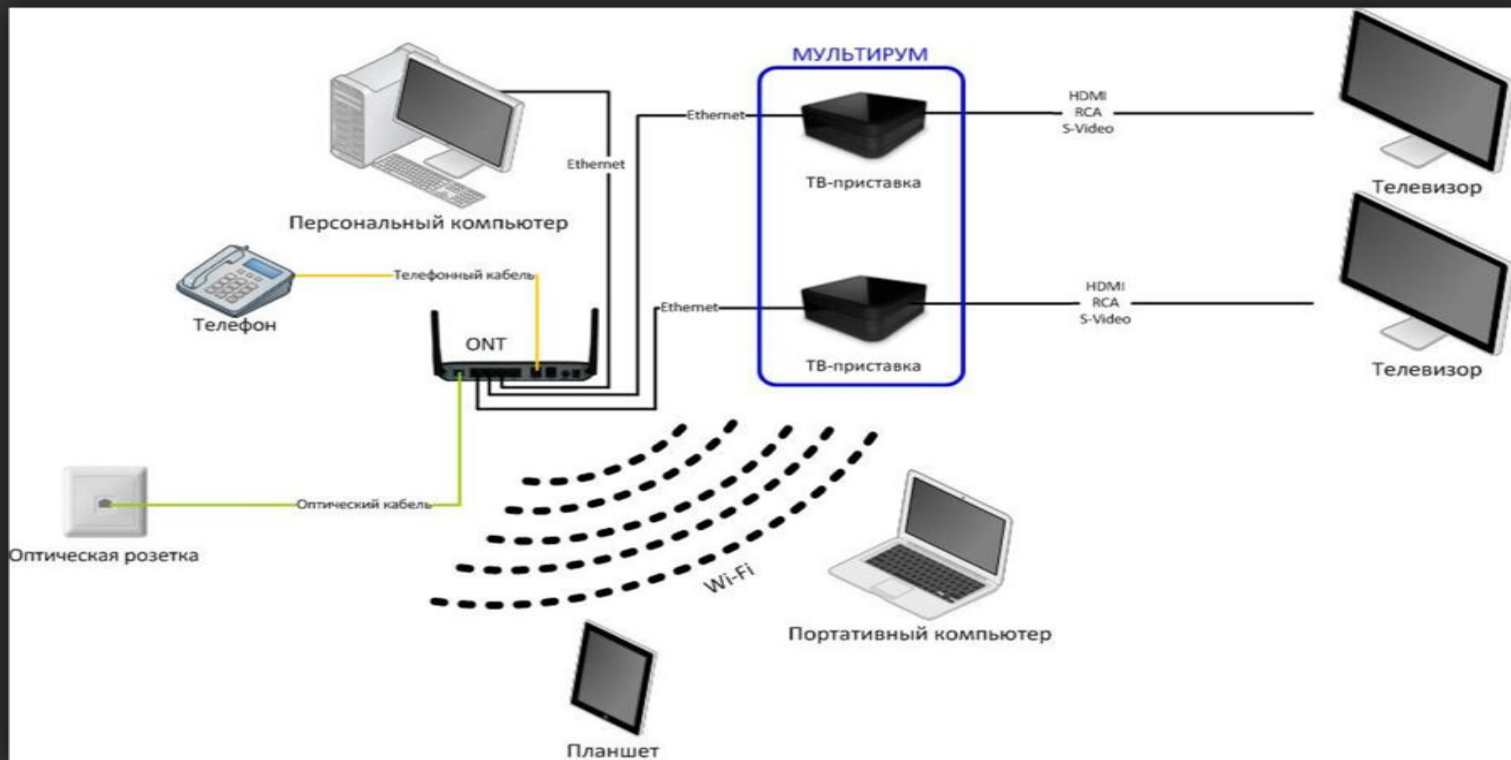 МУЛЬТИРУМ
HDMI
RCA
S-Video
Ethernet
Ethernet
ТВ-приставка
Телевизор
Персональный компьютер
Телефонный кабель
Телефон
HDMI
RCA
S-Video
Ethernet
ONT
ТВ-приставка
Телевизор
Оптический кабель
Оптическая розетка
Wi-Fi
Портативный компьютер
Планшет